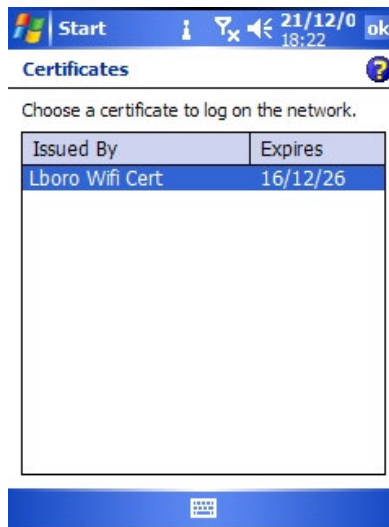 Start 21/12/0 ok
18:22
Certificates
Choose a certificate to log on the network.
Issued By Expires
Lboro Wifi Cert 16/12/26